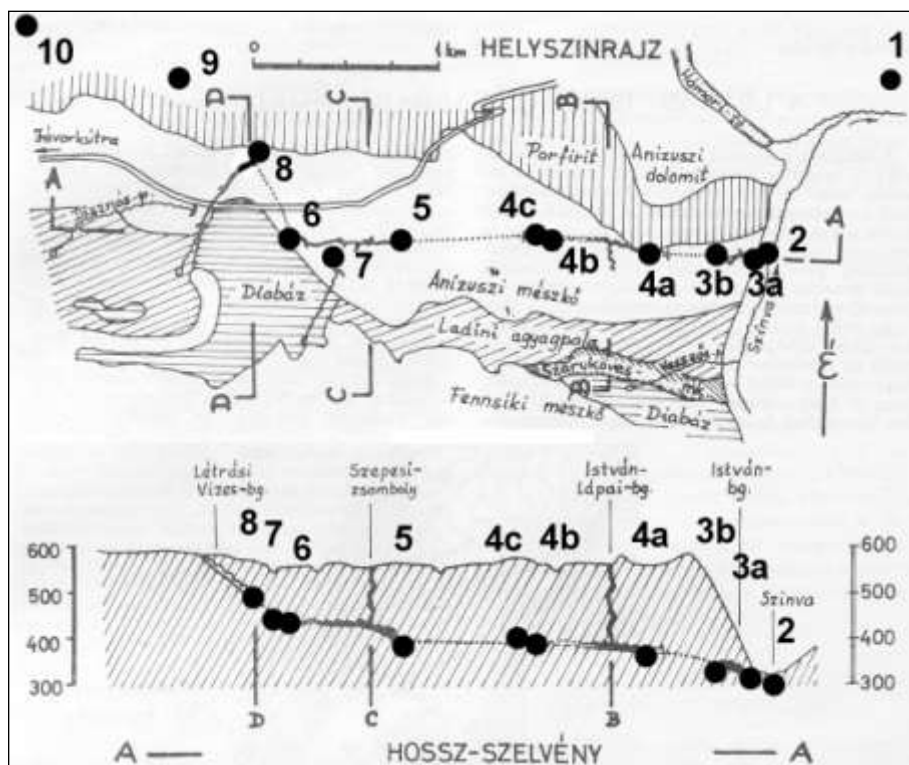 10
9
0
1 km
HELYSZINRAJZ
1
D
C
B
8
Porfirit
Anizuszi
dolomit
A
6
5
4c
A
7
4b
4a
3b
3a
2
Diabáz
Anizuszi mészkő
Szinva
Ladini agyagpala
É
D
C
B
Fennsíki mészkő
Diabáz
Létrási
Vizes-bg.
Szepesi-
zsomboly
István-
Lápai-bg.
István-
bg.
8 7 6 5 4c 4b 4a 3b
3a
600
600
500
500
Szinva
2
400
400
300
300
D
C
B
A
HOSSZ-SZELVÉNY
A